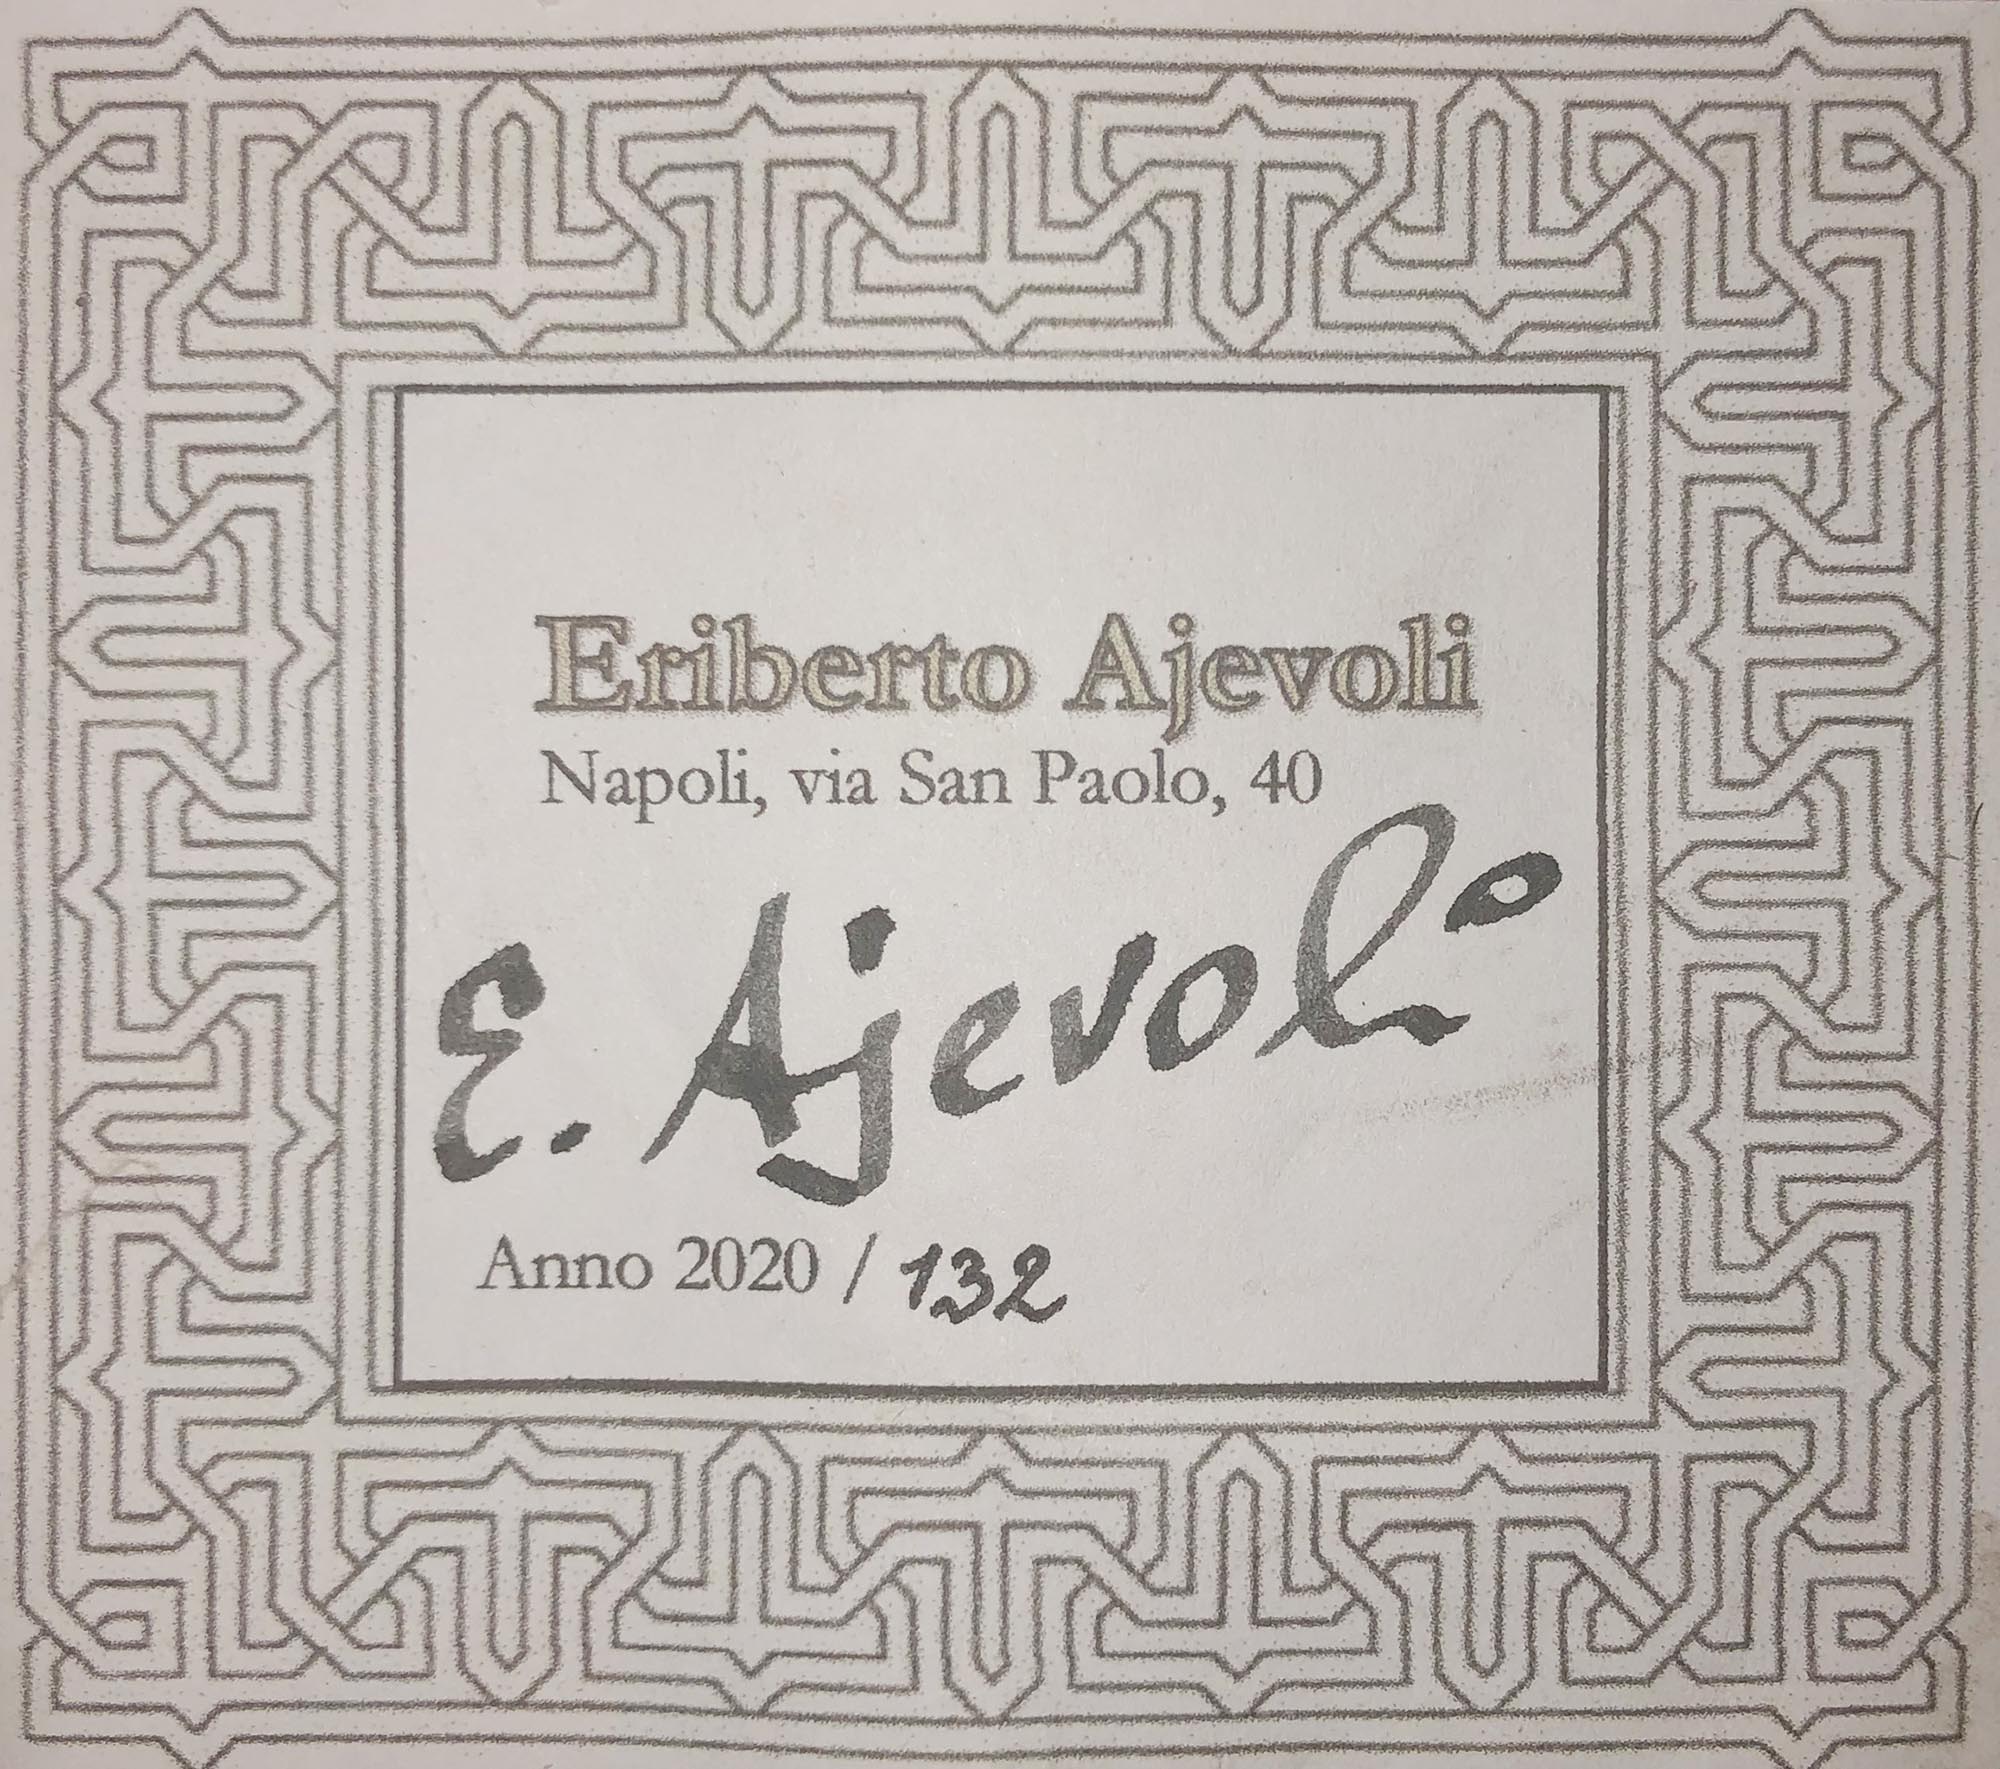 Eriberto Ajevoli
Napoli, via San Paolo, 40
E. Ajevoli
Anno 2020 / 132